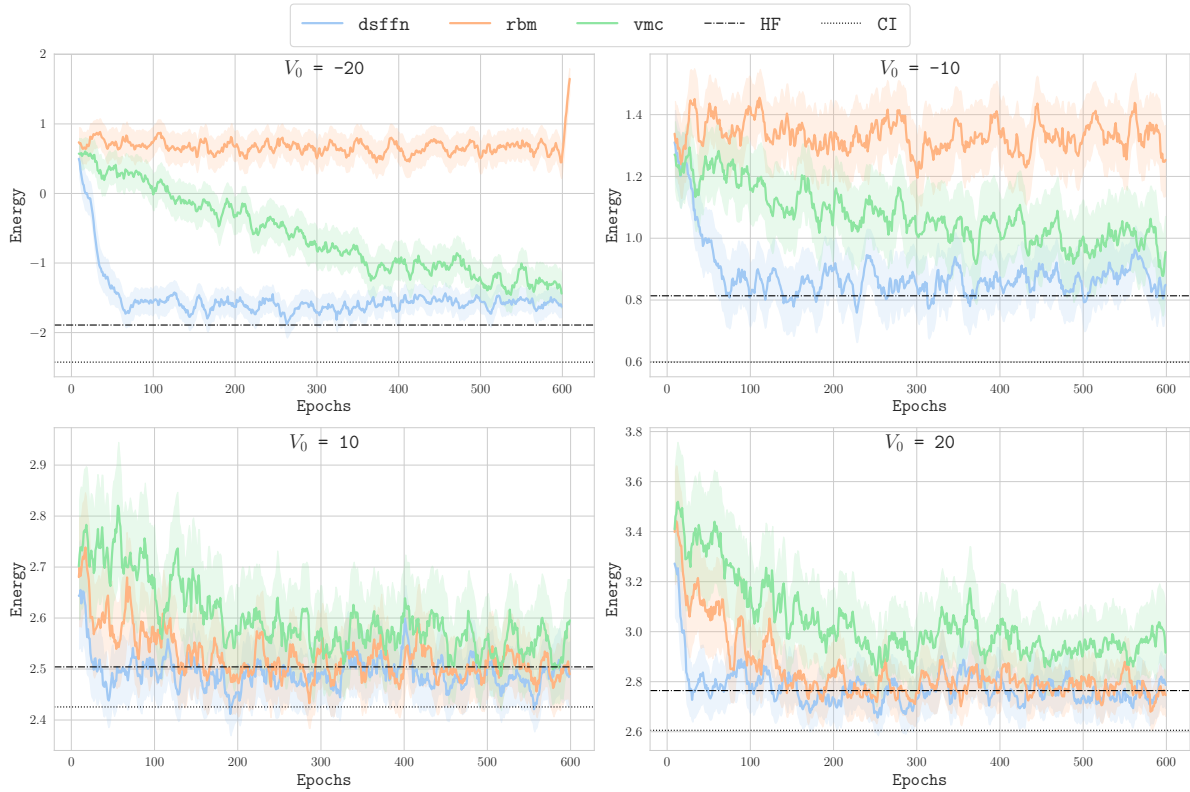 dsffn rbm vmc HF CI
V₀ = -20
2
1
0
−1
−2
Energy
0 100 200 300 400 500 600
Epochs
V₀ = -10
1.4
1.2
1.0
0.8
0.6
Energy
0 100 200 300 400 500 600
Epochs
V₀ = 10
2.9
2.8
2.7
2.6
2.5
2.4
Energy
0 100 200 300 400 500 600
Epochs
V₀ = 20
3.8
3.6
3.4
3.2
3.0
2.8
2.6
Energy
0 100 200 300 400 500 600
Epochs